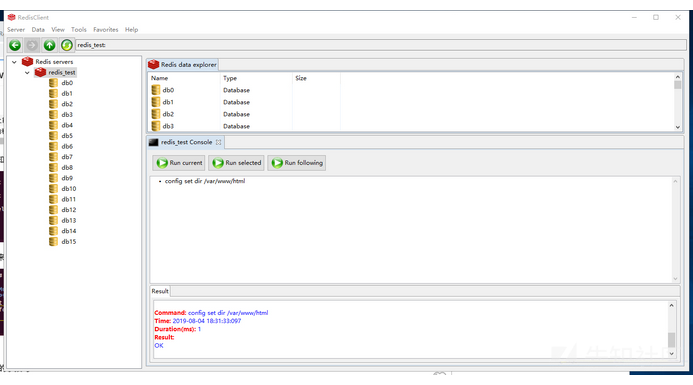 RedisClient
Server Data View Tools Favorites Help
redis_test:
Redis servers
redis_test
db0
db1
db2
db3
db4
db5
db6
db7
db8
db9
db10
db11
db12
db13
db14
db15
Redis data explorer
Name Type Size
db0 Database
db1 Database
db2 Database
db3 Database
redis_test Console
Run current Run selected Run following
config set dir /var/www/html
Result
Command: config set dir /var/www/html
Time: 2019-08-04 18:31:33:097
Duration(ms): 1
Result:
OK